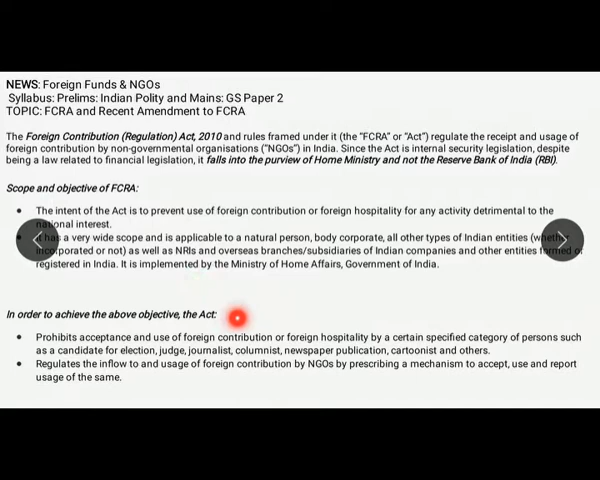 NEWS: Foreign Funds & NGOs
Syllabus: Prelims: Indian Polity and Mains: GS Paper 2
TOPIC: FCRA and Recent Amendment to FCRA
The Foreign Contribution (Regulation) Act, 2010 and rules framed under it (the "FCRA" or "Act") regulate the receipt and usage of
foreign contribution by non-governmental organisations ("NGOs") in India. Since the Act is internal security legislation, despite
being a law related to financial legislation, it falls into the purview of Home Ministry and not the Reserve Bank of India (RBI).
Scope and objective of FCRA:
• The intent of the Act is to prevent use of foreign contribution or foreign hospitality for any activity detrimental to the
national interest.
• It has a very wide scope and is applicable to a natural person, body corporate, all other types of Indian entities (whether
incorporated or not) as well as NRIs and overseas branches/subsidiaries of Indian companies and other entities formed or
registered in India. It is implemented by the Ministry of Home Affairs, Government of India.
In order to achieve the above objective, the Act:
• Prohibits acceptance and use of foreign contribution or foreign hospitality by a certain specified category of persons such
as a candidate for election, judge, journalist, columnist, newspaper publication, cartoonist and others.
• Regulates the inflow to and usage of foreign contribution by NGOs by prescribing a mechanism to accept, use and report
usage of the same.